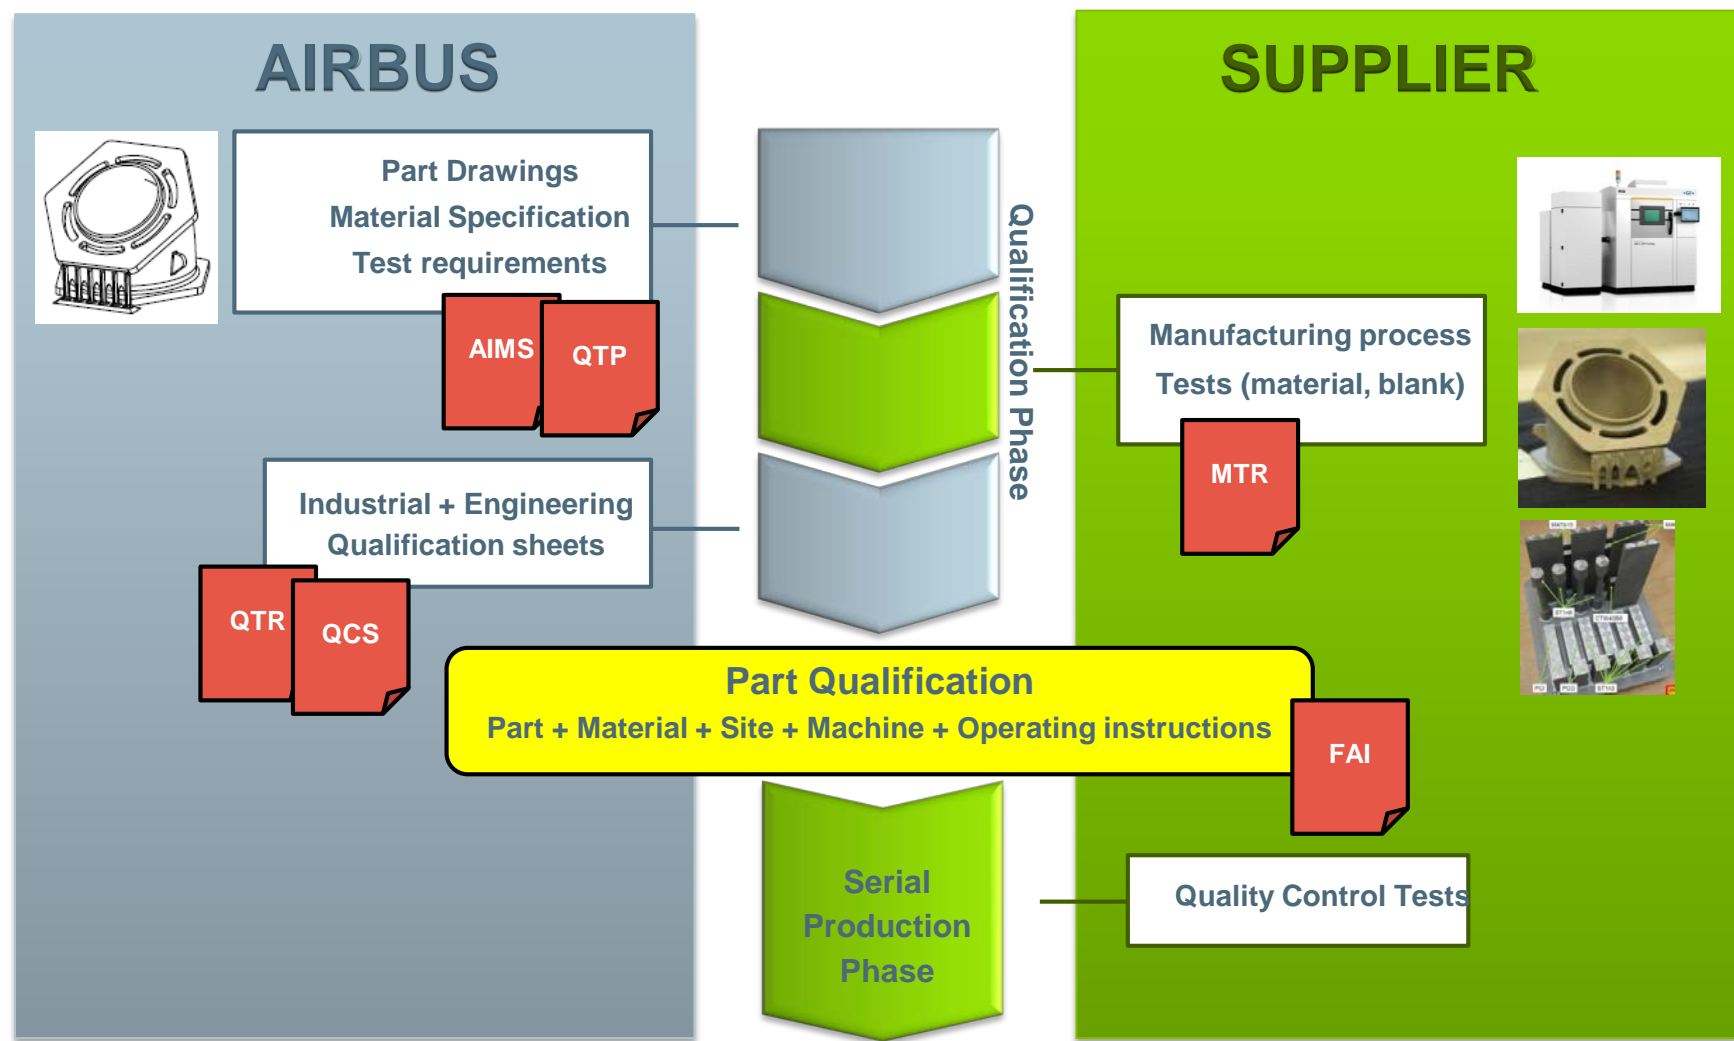 AIRBUS
SUPPLIER
Part Drawings
Material Specification
Test requirements
AIMS
QTP
Qualification Phase
Manufacturing process
Tests (material, blank)
MTR
Industrial + Engineering
Qualification sheets
QTR
QCS
Part Qualification
Part + Material + Site + Machine + Operating instructions
FAI
Serial
Production
Phase
Quality Control Tests